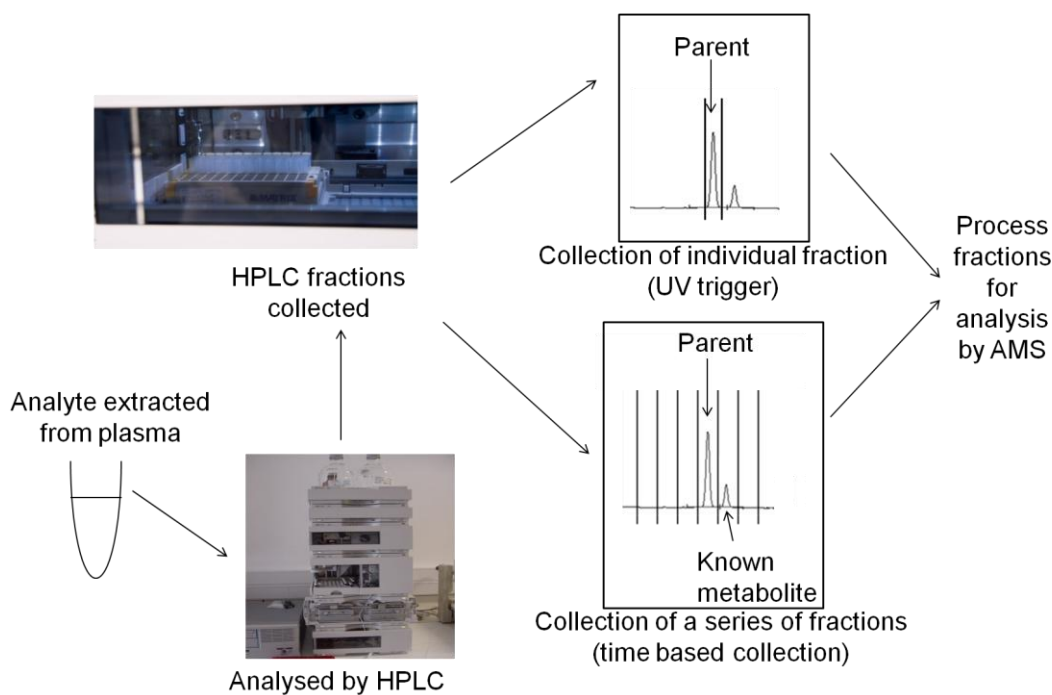 Analyte extracted
from plasma
Analysed by HPLC
HPLC fractions
collected
Parent
Collection of individual fraction
(UV trigger)
Parent
Known
metabolite
Collection of a series of fractions
(time based collection)
Process
fractions
for
analysis
by AMS